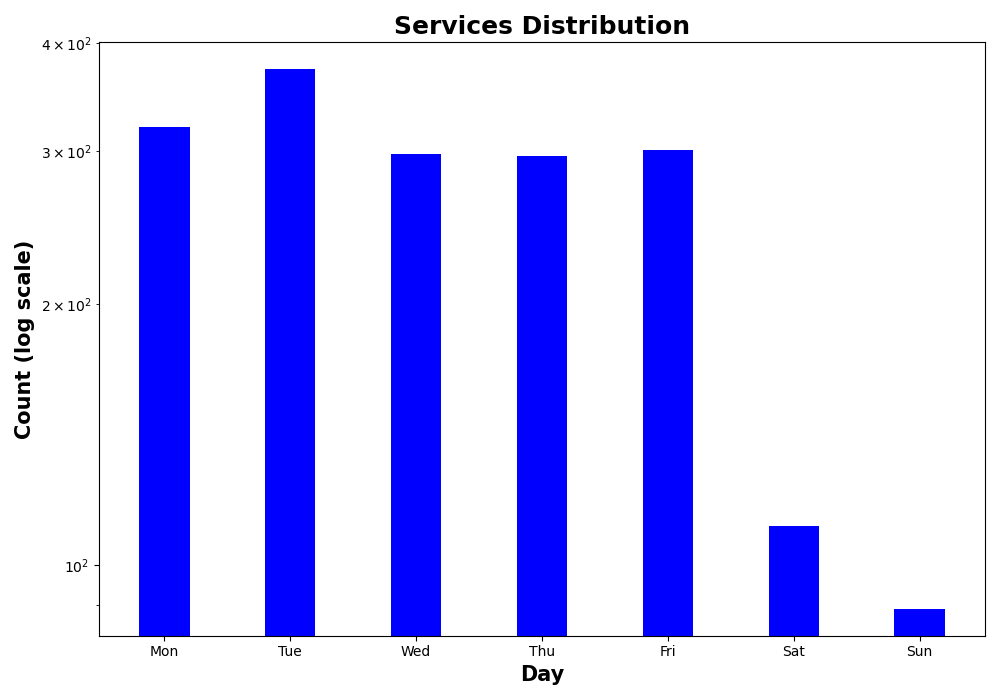 Services Distribution
Count (log scale)
4 × 10²
3 × 10²
2 × 10²
10²
Mon Tue Wed Thu Fri Sat Sun
Day